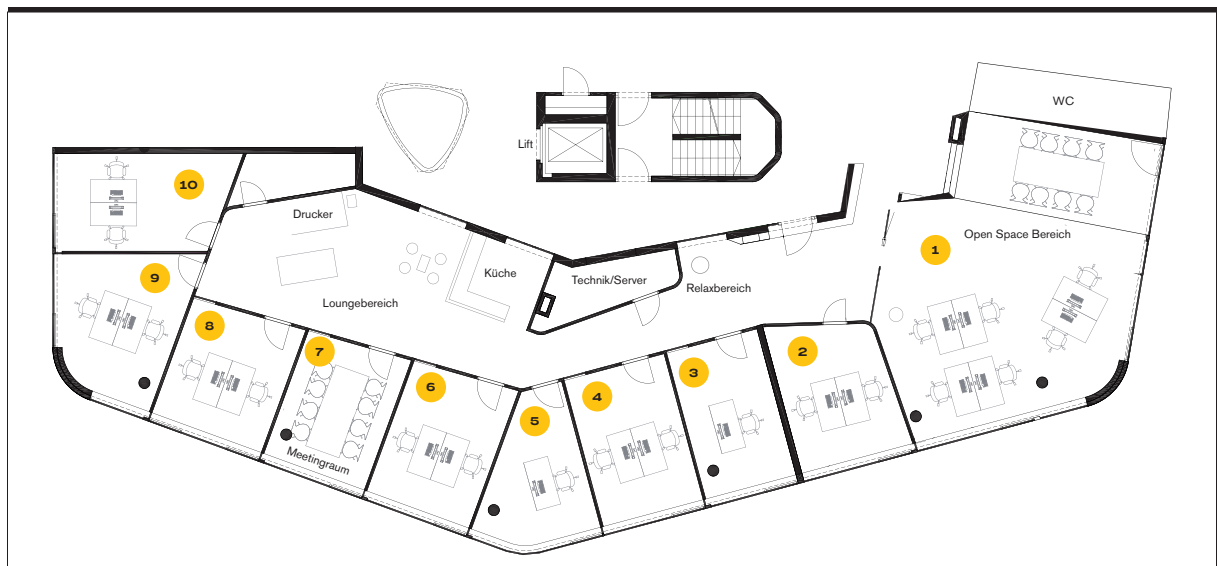 WC
Lift
10
Drucker
1
Open Space Bereich
9
Küche
Technik/Server
Relaxbereich
Loungebereich
8
7
2
3
6
4
5
Meetingraum